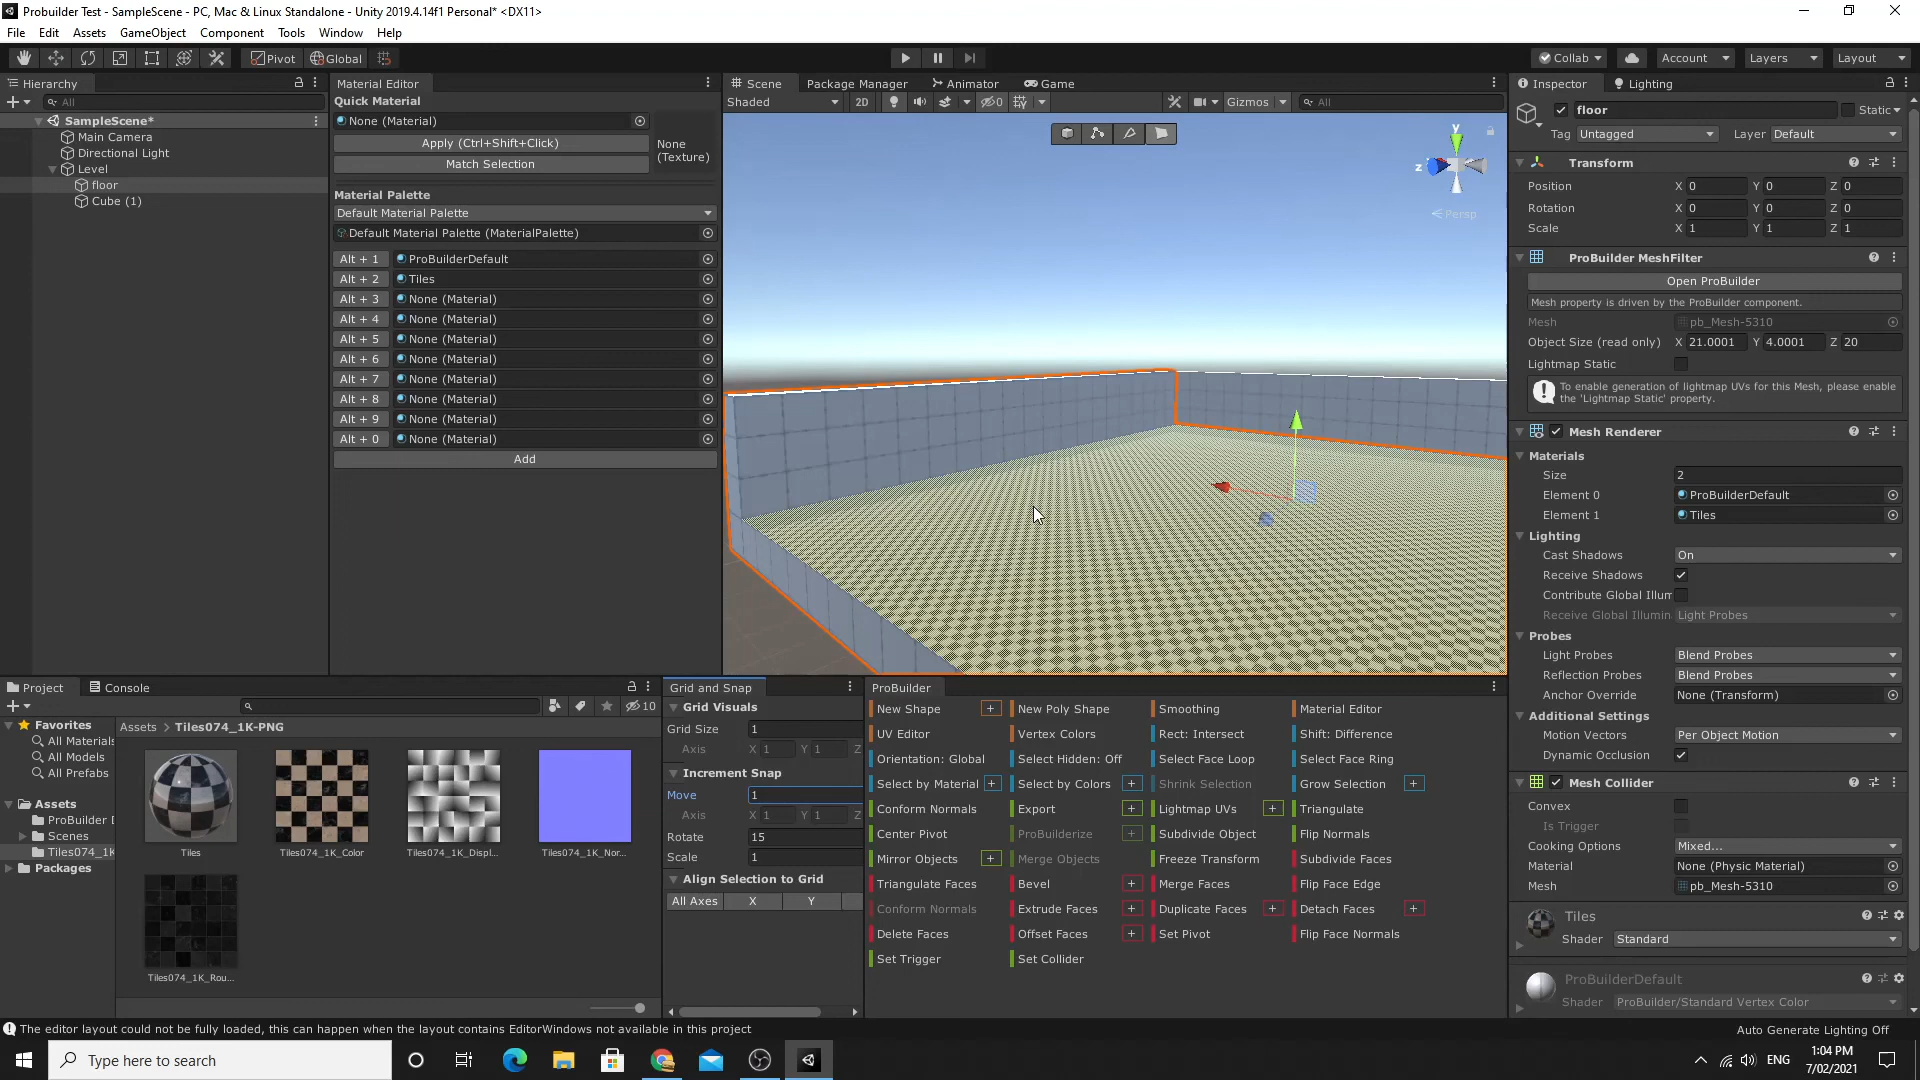 Probuilder Test - SampleScene - PC, Mac & Linux Standalone - Unity 2019.4.14f1 Personal* <DX11>
File Edit Assets GameObject Component Tools Window Help
Pivot Global Collab Account Layers Layout
Hierarchy
All
SampleScene*
Main Camera
Directional Light
Level
floor
Cube (1)
Material Editor
Quick Material
None (Material)
Apply (Ctrl+Shift+Click)
Match Selection
None
(Texture)
Material Palette
Default Material Palette
Default Material Palette (MaterialPalette)
Alt + 1 ProBuilderDefault
Alt + 2 Tiles
Alt + 3 None (Material)
Alt + 4 None (Material)
Alt + 5 None (Material)
Alt + 6 None (Material)
Alt + 7 None (Material)
Alt + 8 None (Material)
Alt + 9 None (Material)
Alt + 0 None (Material)
Add
Scene Package Manager Animator Game
Shaded 2D 0 Gizmos All
y
z
Persp
Inspector Lighting
floor Static
Tag Untagged Layer Default
Transform
Position X 0 Y 0 Z 0
Rotation X 0 Y 0 Z 0
Scale X 1 Y 1 Z 1
ProBuilder MeshFilter
Open ProBuilder
Mesh property is driven by the ProBuilder component.
Mesh pb_Mesh-5310
Object Size (read only) X 21.0001 Y 4.0001 Z 20
Lightmap Static
To enable generation of lightmap UVs for this Mesh, please enable
the 'Lightmap Static' property.
Mesh Renderer
Materials
Size 2
Element 0 ProBuilderDefault
Element 1 Tiles
Lighting
Cast Shadows On
Receive Shadows
Contribute Global Illum
Receive Global Illumin Light Probes
Probes
Light Probes Blend Probes
Reflection Probes Blend Probes
Anchor Override None (Transform)
Additional Settings
Motion Vectors Per Object Motion
Dynamic Occlusion
Mesh Collider
Convex
Is Trigger
Cooking Options Mixed...
Material None (Physic Material)
Mesh pb_Mesh-5310
Tiles
Shader Standard
ProBuilderDefault
Shader ProBuilder/Standard Vertex Color
Project Console
10
Favorites
All Materials
All Models
All Prefabs
Assets
ProBuilder D
Scenes
Tiles074_1K
Packages
Assets > Tiles074_1K-PNG
Tiles
Tiles074_1K_Color
Tiles074_1K_Displ...
Tiles074_1K_Nor...
Tiles074_1K_Rou...
Grid and Snap
Grid Visuals
Grid Size 1
Axis X 1 Y 1 Z
Increment Snap
Move 1
Axis X 1 Y 1 Z
Rotate 15
Scale 1
Align Selection to Grid
All Axes X Y
ProBuilder
New Shape + New Poly Shape Smoothing Material Editor
UV Editor Vertex Colors Rect: Intersect Shift: Difference
Orientation: Global Select Hidden: Off Select Face Loop Select Face Ring
Select by Material + Select by Colors + Shrink Selection Grow Selection +
Conform Normals Export + Lightmap UVs + Triangulate
Center Pivot ProBuilderize + Subdivide Object Flip Normals
Mirror Objects + Merge Objects Freeze Transform Subdivide Faces
Triangulate Faces Bevel + Merge Faces Flip Face Edge
Conform Normals Extrude Faces + Duplicate Faces + Detach Faces +
Delete Faces Offset Faces + Set Pivot Flip Face Normals
Set Trigger Set Collider
The editor layout could not be fully loaded, this can happen when the layout contains EditorWindows not available in this project
Auto Generate Lighting Off
Type here to search
ENG
1:04 PM
7/02/2021